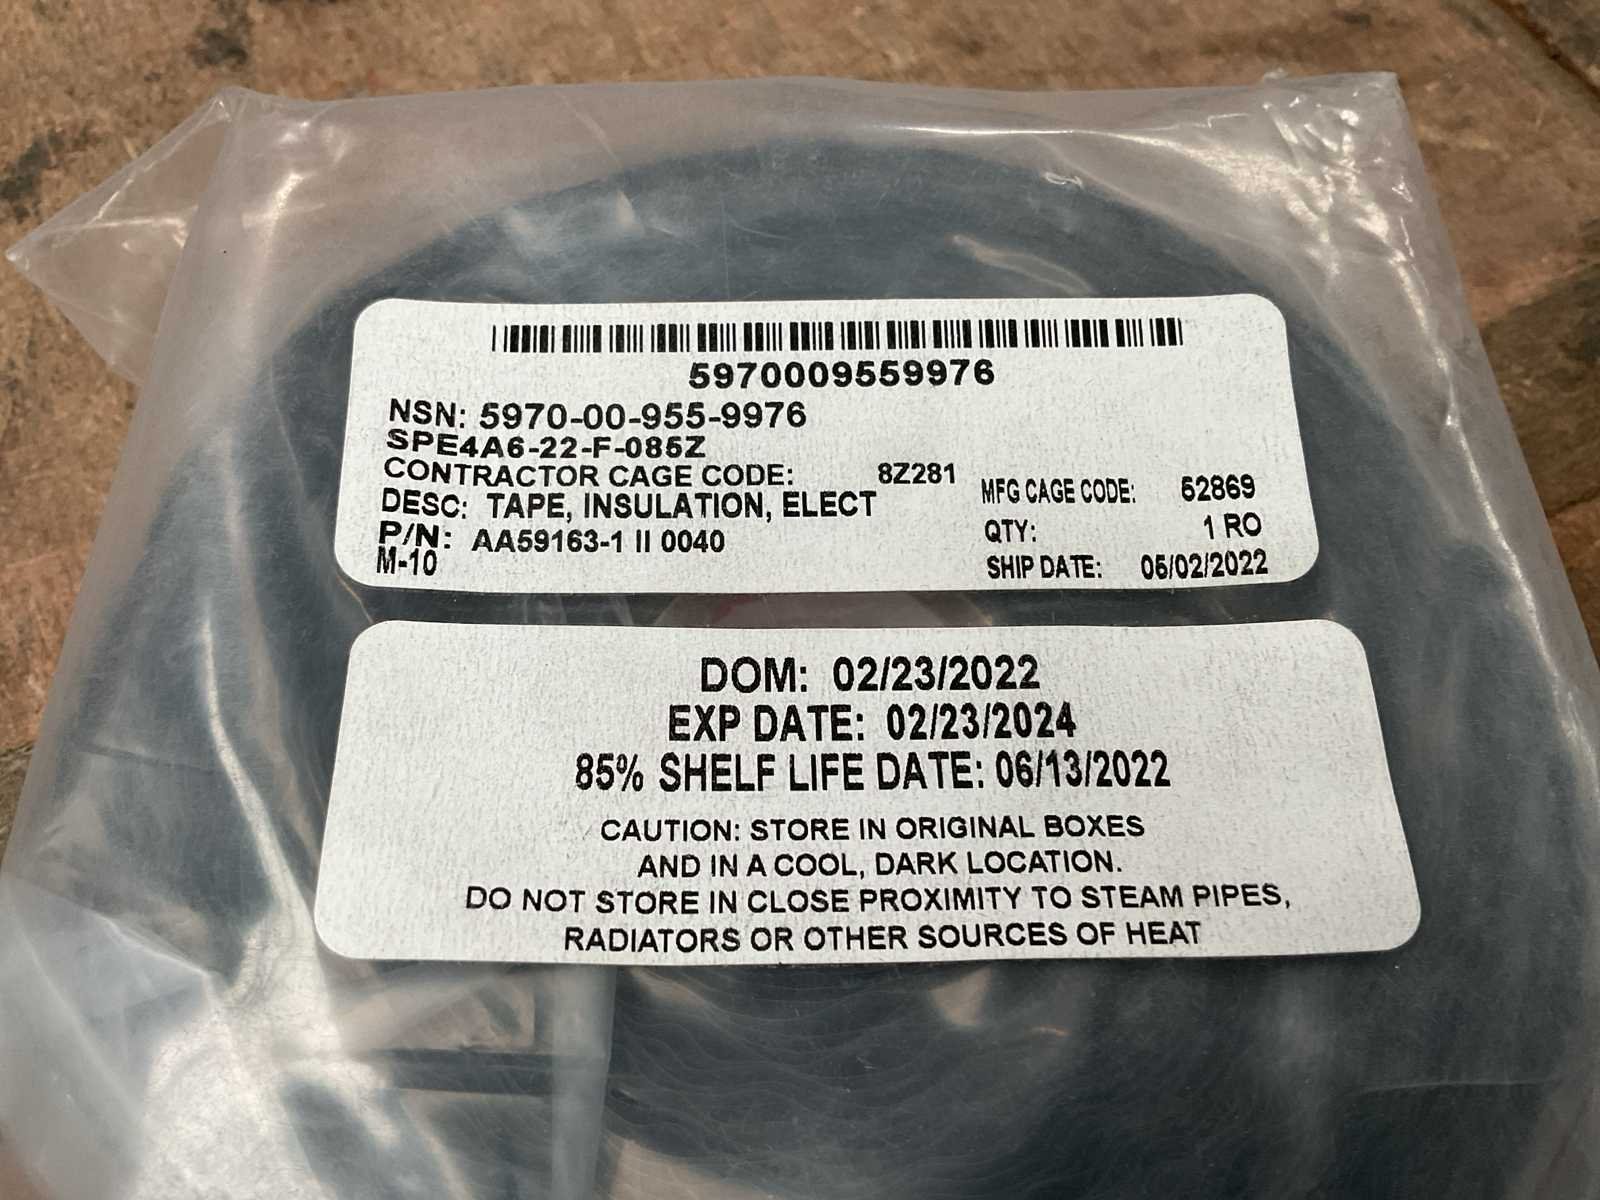 5970009559976
NSN: 5970-00-955-9976
SPE4A6-22-F-085Z
CONTRACTOR CAGE CODE: 8Z281
MFG CAGE CODE: 52869
DESC: TAPE, INSULATION, ELECT
QTY: 1 RO
P/N: AA59163-1 II 0040
M-10
SHIP DATE: 05/02/2022
DOM: 02/23/2022
EXP DATE: 02/23/2024
85% SHELF LIFE DATE: 06/13/2022
CAUTION: STORE IN ORIGINAL BOXES
AND IN A COOL, DARK LOCATION.
DO NOT STORE IN CLOSE PROXIMITY TO STEAM PIPES,
RADIATORS OR OTHER SOURCES OF HEAT